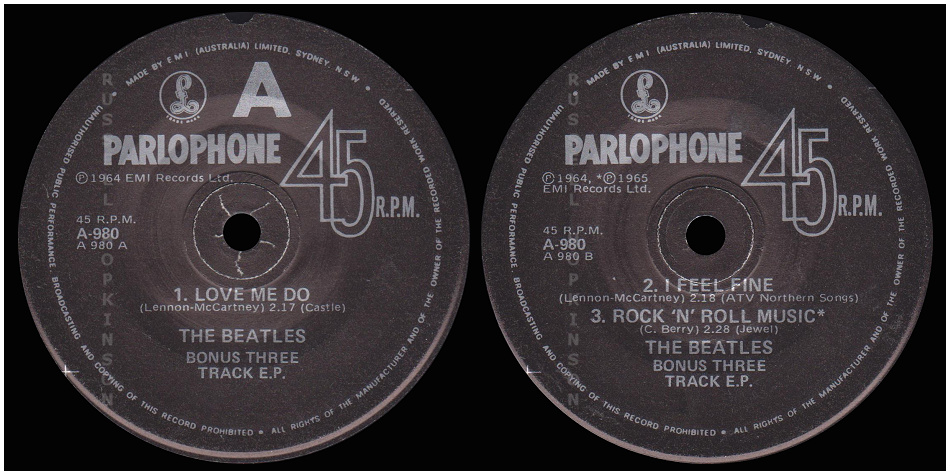 MADE BY EMI (AUSTRALIA) LIMITED, SYDNEY. N S W
A
PARLOPHONE
45 R.P.M.
Ⓟ 1964 EMI Records Ltd.
45 R.P.M.
A-980
A 980 A
1. LOVE ME DO
(Lennon-McCartney) 2.17 (Castle)
THE BEATLES
BONUS THREE
TRACK E.P.
UNAUTHORISED PUBLIC PERFORMANCE BROADCASTING AND COPYING OF THIS RECORD PROHIBITED • ALL RIGHTS OF THE MANUFACTURER AND OF THE OWNER OF THE RECORDED WORK RESERVED
MADE BY EMI (AUSTRALIA) LIMITED, SYDNEY. N S W
PARLOPHONE
45 R.P.M.
Ⓟ 1964, *Ⓟ 1965
EMI Records Ltd.
45 R.P.M.
A-980
A 980 B
2. I FEEL FINE
(Lennon-McCartney) 2.18 (ATV Northern Songs)
3. ROCK 'N' ROLL MUSIC*
(C. Berry) 2.28 (Jewel)
THE BEATLES
BONUS THREE
TRACK E.P.
UNAUTHORISED PUBLIC PERFORMANCE BROADCASTING AND COPYING OF THIS RECORD PROHIBITED • ALL RIGHTS OF THE MANUFACTURER AND OF THE OWNER OF THE RECORDED WORK RESERVED